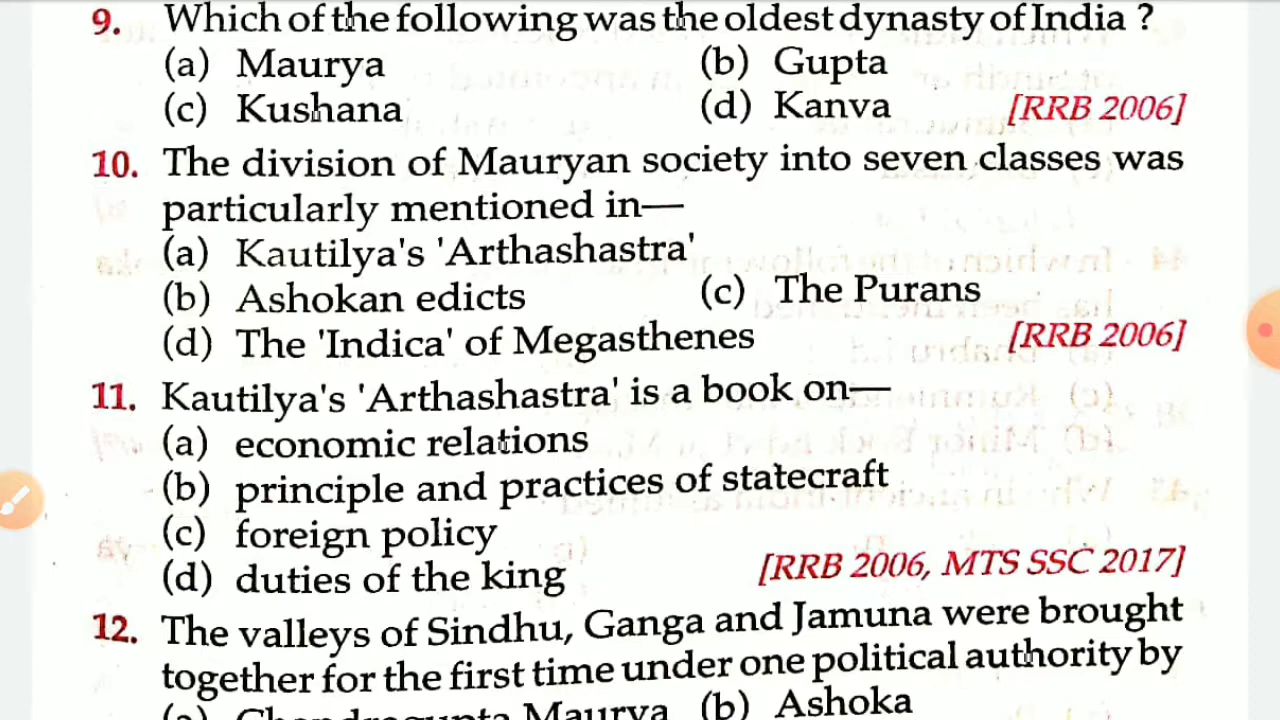 9. Which of the following was the oldest dynasty of India ?
(a) Maurya (b) Gupta
(c) Kushana (d) Kanva [RRB 2006]
10. The division of Mauryan society into seven classes was
particularly mentioned in—
(a) Kautilya's 'Arthashastra'
(b) Ashokan edicts (c) The Purans
(d) The 'Indica' of Megasthenes [RRB 2006]
11. Kautilya's 'Arthashastra' is a book on—
(a) economic relations
(b) principle and practices of statecraft
(c) foreign policy
(d) duties of the king [RRB 2006, MTS SSC 2017]
12. The valleys of Sindhu, Ganga and Jamuna were brought
together for the first time under one political authority by
(a) Chandragupta Maurya (b) Ashoka